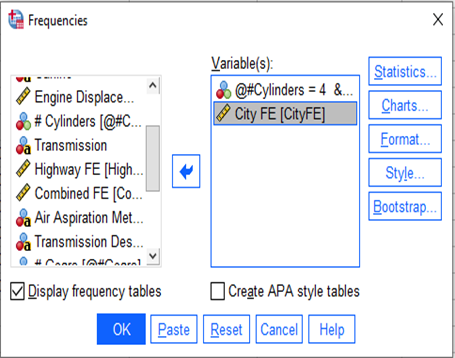 Frequencies
X
Variable(s):
Engine Displace...
# Cylinders [@#C...
Transmission
Highway FE [High...
Combined FE [Co...
Air Aspiration Met...
Transmission Des...
# Gears [@#Gears]
@#Cylinders = 4 &...
City FE [CityFE]
Statistics...
Charts...
Format...
Style...
Bootstrap...
Display frequency tables
Create APA style tables
OK Paste Reset Cancel Help